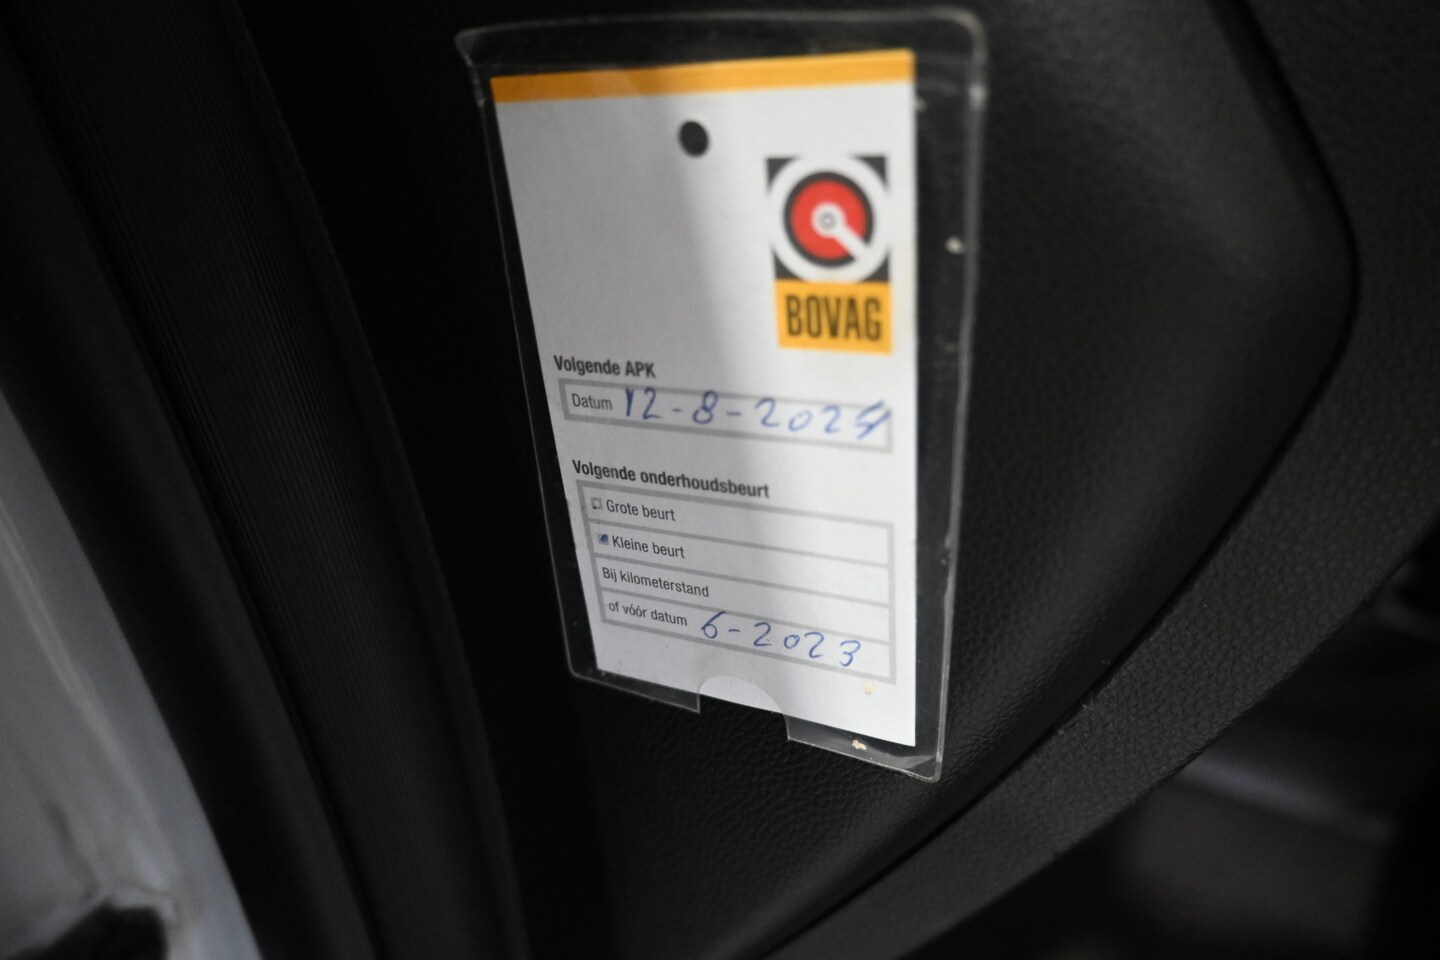 BOVAG
Volgende APK
Datum 12-8-2024
Volgende onderhoudsbeurt
Grote beurt
Kleine beurt
Bij kilometerstand
of vóór datum 6-2023